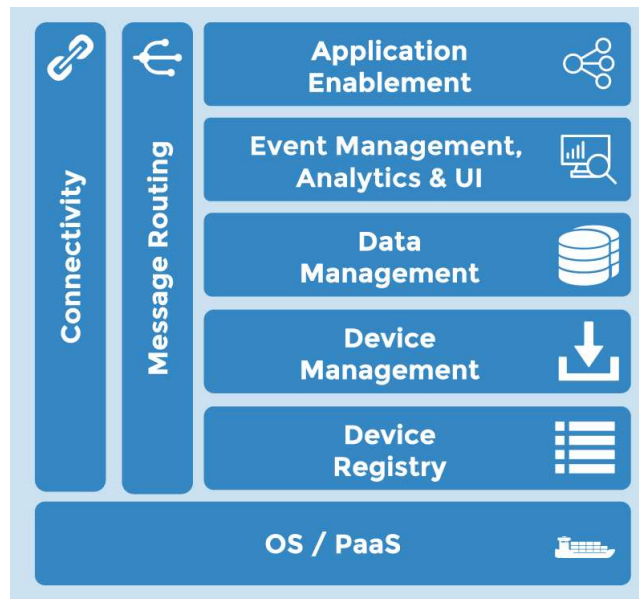 Connectivity
Message Routing
Application
Enablement
Event Management,
Analytics & UI
Data
Management
Device
Management
Device
Registry
OS / PaaS